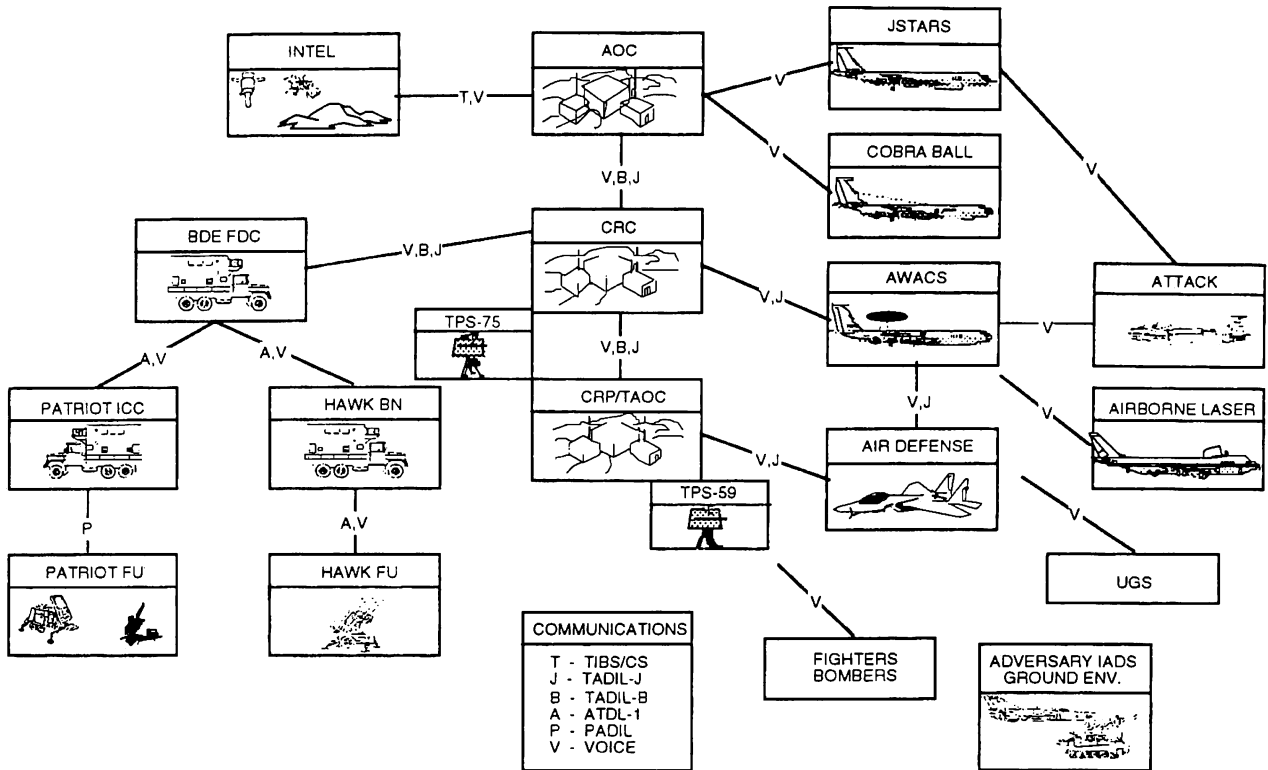 JSTARS
INTEL
AOC
V
T,V
V
COBRA BALL
V
V,B,J
BDE FDC
CRC
V,B,J
AWACS
ATTACK
V,J
TPS-75
V
V,B,J
A,V
A,V
PATRIOT ICC
HAWK BN
CRP/TAOC
V,J
V
AIRBORNE LASER
AIR DEFENSE
V,J
TPS-59
P
A,V
V
PATRIOT FU
HAWK FU
UGS
V
COMMUNICATIONS
T - TIBS/CS
J - TADIL-J
B - TADIL-B
A - ATDL-1
P - PADIL
V - VOICE
FIGHTERS
BOMBERS
ADVERSARY IADS
GROUND ENV.